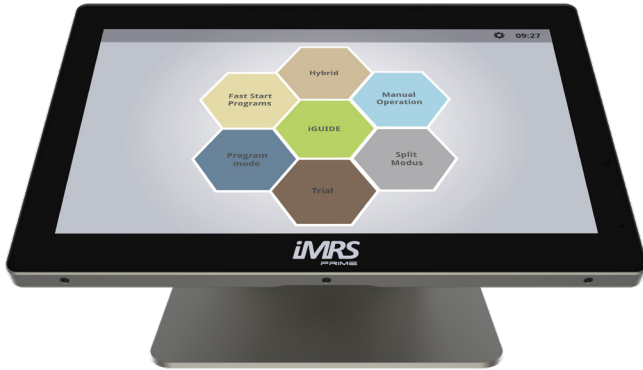 09:27
Hybrid
Fast Start
Programs
Manual
Operation
iGUIDE
Program
mode
Split
Modus
Trial
iMRS
PRIME